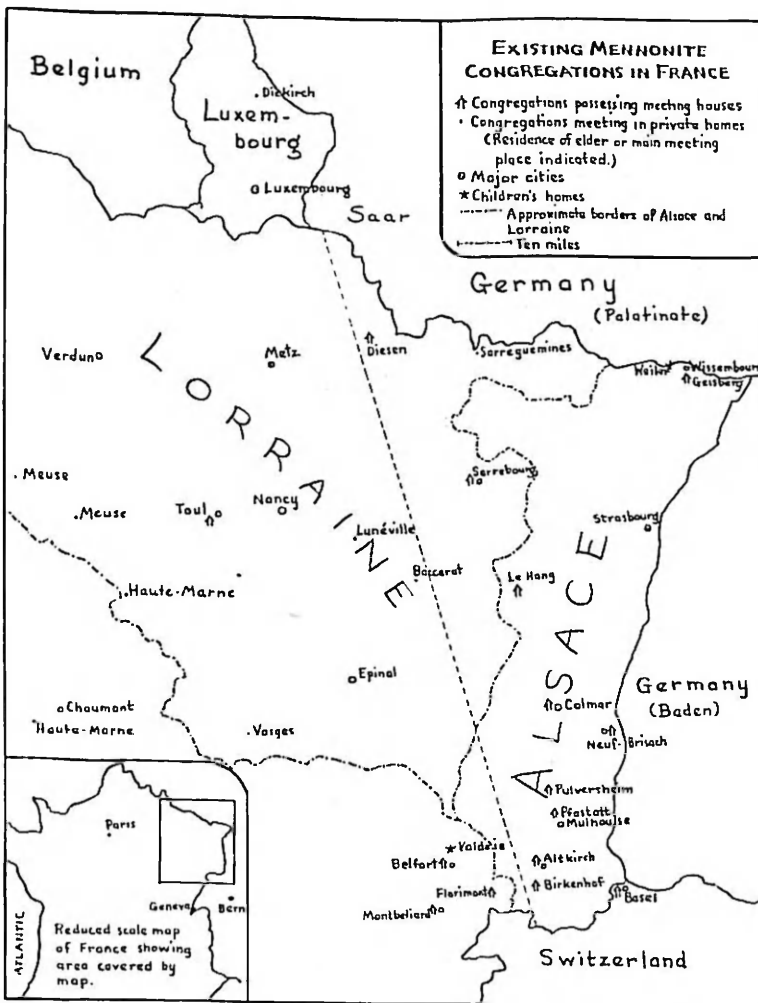 EXISTING MENNONITE
CONGREGATIONS IN FRANCE
Congregations possessing meeting houses
Congregations meeting in private homes
(Residence of elder or main meeting
place indicated.)
Major cities
Children's homes
Approximate borders of Alsace and
Lorraine
Ten miles
Belgium
Diekirch
Luxem-
bourg
Luxembourg
Saar
Germany
(Palatinate)
LORRAINE
Verdun
Metz
Diesen
Sarreguemines
Weiler
Wissembourg
Geisberg
Meuse
Meuse
Toul
Nancy
Sarrebourg
Lunéville
Strasbourg
Baccarat
Haute-Marne
Le Hang
ALSACE
Epinal
Chaumont
Haute-Marne
Vosges
Colmar
Germany
(Baden)
Neuf-Brisach
Pulversheim
Pfastatt
Mulhouse
Valdoie
Belfort
Altkirch
Florimont
Birkenhof
Basel
Montbeliard
Switzerland
Paris
Geneva
Bern
ATLANTIC
Reduced scale map
of France showing
area covered by
map.